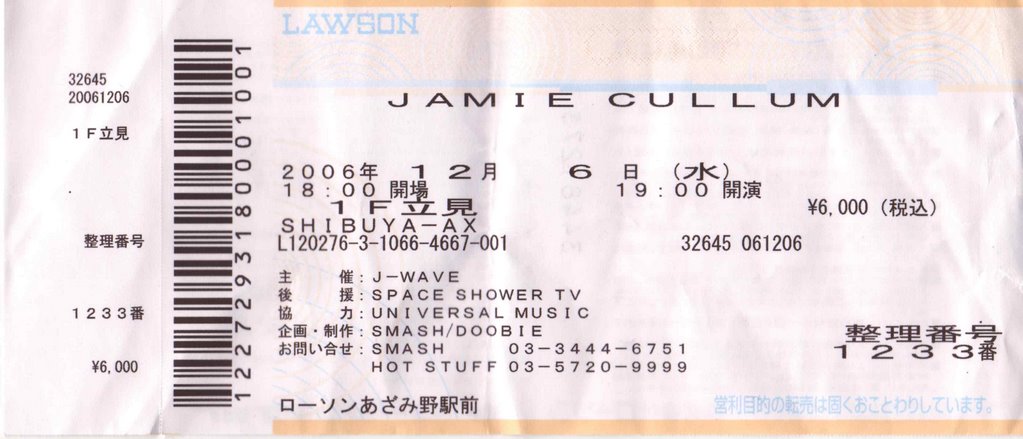 32645
20061206
1F立見
整理番号
1233番
¥6,000
122729318000100 1
LAWSON
JAMIE CULLUM
2006年 12月 6日 (水)
18:00 開場 19:00 開演
1F立見
¥6,000 (税込)
SHIBUYA-AX
L120276-3-1066-4667-001 32645 061206
主 催:J-WAVE
後 援:SPACE SHOWER TV
協 力:UNIVERSAL MUSIC
企画・制作:SMASH/DOOBIE
お問い合せ:SMASH 03-3444-6751
HOT STUFF 03-5720-9999
整理番号
1233番
ローソンあざみ野駅前
営利目的の転売は固くおことわりしています。